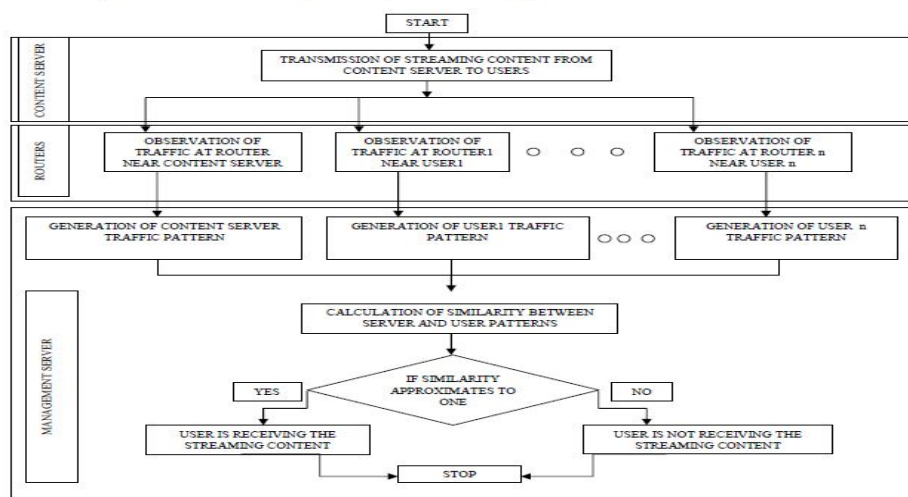 START
CONTENT SERVER
TRANSMISSION OF STREAMING CONTENT FROM
CONTENT SERVER TO USERS
ROUTERS
OBSERVATION OF
TRAFFIC AT ROUTER
NEAR CONTENT SERVER
OBSERVATION OF
TRAFFIC AT ROUTER1
NEAR USER1
OBSERVATION OF
TRAFFIC AT ROUTER n
NEAR USER n
MANAGEMENT SERVER
GENERATION OF CONTENT SERVER
TRAFFIC PATTERN
GENERATION OF USER1 TRAFFIC
PATTERN
GENERATION OF USER n
TRAFFIC PATTERN
CALCULATION OF SIMILARITY BETWEEN
SERVER AND USER PATTERNS
IF SIMILARITY
APPROXIMATES TO
ONE
YES
NO
USER IS RECEIVING THE
STREAMING CONTENT
USER IS NOT RECEIVING THE
STREAMING CONTENT
STOP